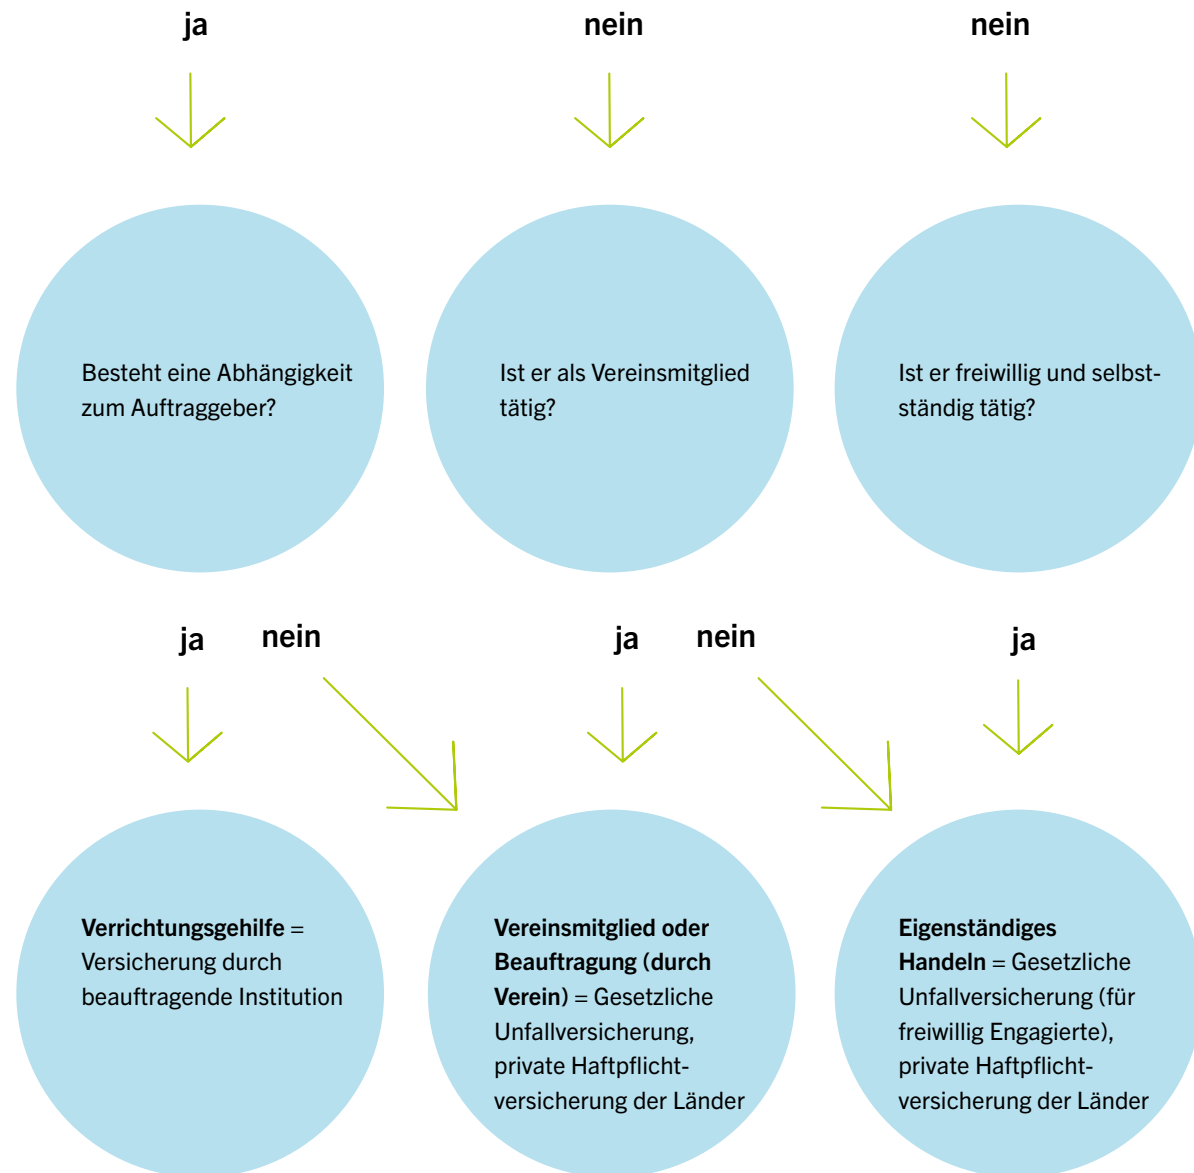 ja
nein
nein
Besteht eine Abhängigkeit
zum Auftraggeber?
Ist er als Vereinsmitglied
tätig?
Ist er freiwillig und selbst-
ständig tätig?
ja
nein
ja
nein
ja
Verrichtungsgehilfe =
Versicherung durch
beauftragende Institution
Vereinsmitglied oder
Beauftragung (durch
Verein) = Gesetzliche
Unfallversicherung,
private Haftpflicht-
versicherung der Länder
Eigenständiges
Handeln = Gesetzliche
Unfallversicherung (für
freiwillig Engagierte),
private Haftpflicht-
versicherung der Länder